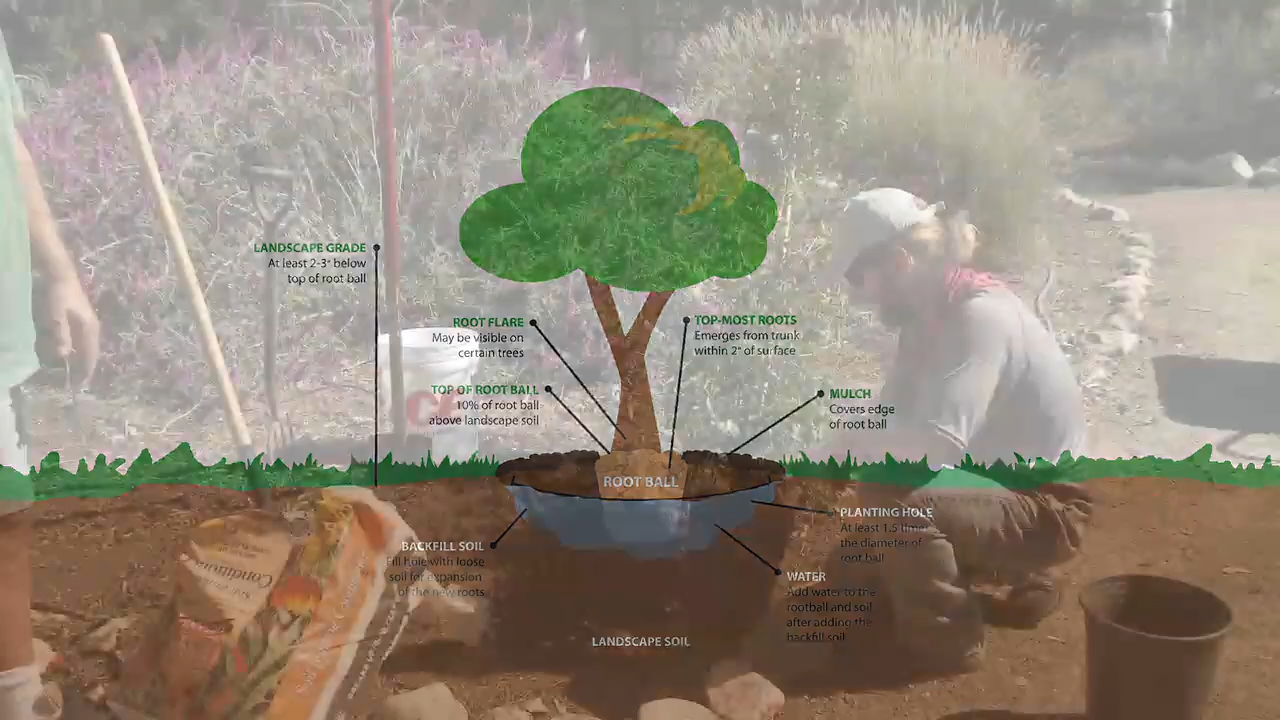 LANDSCAPE GRADE
At least 2-3" below
top of root ball
ROOT FLARE
May be visible on
certain trees
TOP-MOST ROOTS
Emerges from trunk
within 2" of surface
TOP OF ROOT BALL
10% of root ball
above landscape soil
MULCH
Covers edge
of root ball
ROOT BALL
PLANTING HOLE
At least 1.5 times
the diameter of
root ball
BACKFILL SOIL
Fill hole with loose
soil for expansion
of the new roots
WATER
Add water to the
rootball and soil
after adding the
backfill soil
LANDSCAPE SOIL